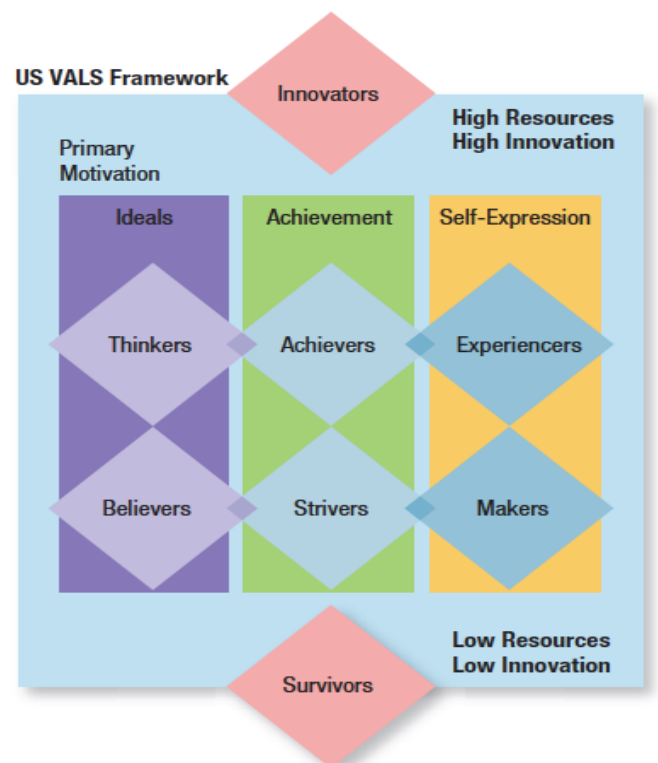 US VALS Framework
Innovators
High Resources
High Innovation
Primary
Motivation
Ideals
Achievement
Self-Expression
Thinkers
Achievers
Experiencers
Believers
Strivers
Makers
Low Resources
Low Innovation
Survivors